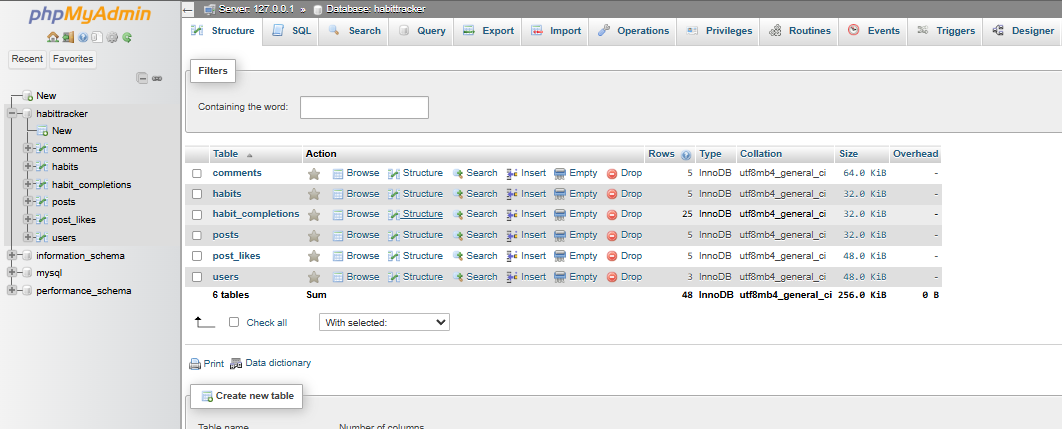 phpMyAdmin
Server: 127.0.0.1 » Database: habittracker
Structure SQL Search Query Export Import Operations Privileges Routines Events Triggers Designer
Recent Favorites
New
habittracker
New
comments
habits
habit_completions
posts
post_likes
users
information_schema
mysql
performance_schema
Filters
Containing the word:
Table Action Rows Type Collation Size Overhead
comments Browse Structure Search Insert Empty Drop 5 InnoDB utf8mb4_general_ci 64.0 KiB -
habits Browse Structure Search Insert Empty Drop 5 InnoDB utf8mb4_general_ci 32.0 KiB -
habit_completions Browse Structure Search Insert Empty Drop 25 InnoDB utf8mb4_general_ci 32.0 KiB -
posts Browse Structure Search Insert Empty Drop 5 InnoDB utf8mb4_general_ci 32.0 KiB -
post_likes Browse Structure Search Insert Empty Drop 5 InnoDB utf8mb4_general_ci 48.0 KiB -
users Browse Structure Search Insert Empty Drop 3 InnoDB utf8mb4_general_ci 48.0 KiB -
6 tables Sum 48 InnoDB utf8mb4_general_ci 256.0 KiB 0 B
Check all With selected:
Print Data dictionary
Create new table
Table name Number of columns